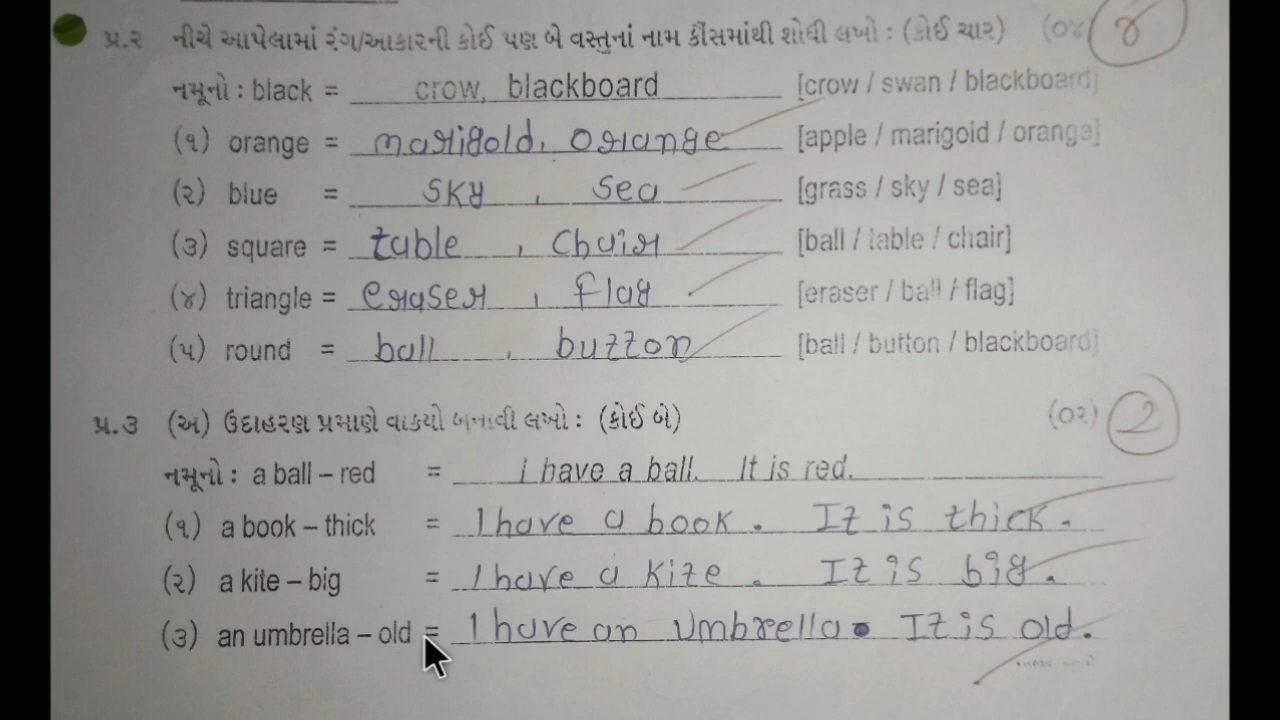 પ્ર.૨ નીચે આપેલામાં રંગ/આકારની કોઈ પણ બે વસ્તુનાં નામ કૌંસમાંથી શોધી લખો : (કોઈ ચાર) (૦૪) ४
નમૂનો : black = crow, blackboard [crow / swan / blackboard]
(૧) orange = marigold, orange [apple / marigoid / orange]
(૨) blue = sky , sea [grass / sky / sea]
(૩) square = table , chair [ball / table / chair]
(૪) triangle = eraser , flag [eraser / ball / flag]
(૫) round = ball , button [ball / button / blackboard]
પ્ર.૩ (અ) ઉદાહરણ પ્રમાણે વાક્યો બનાવી લખો : (કોઈ બે) (૦૨) 2
નમૂનો : a ball – red = i have a ball. It is red.
(૧) a book – thick = I have a book. It is thick.
(૨) a kite – big = I have a kite. It is big.
(૩) an umbrella – old = I have an umbrella. It is old.